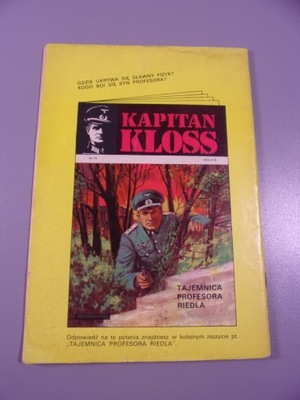 GDZIE UKRYWA SIĘ SŁAWNY FIZYK?
KOGO BOI SIĘ SYN PROFESORA?
KAPITAN
KLOSS
TAJEMNICA
PROFESORA
RIEDLA
Odpowiedź na te pytania znajdziesz w kolejnym zeszycie pt.
„TAJEMNICA PROFESORA RIEDLA”.